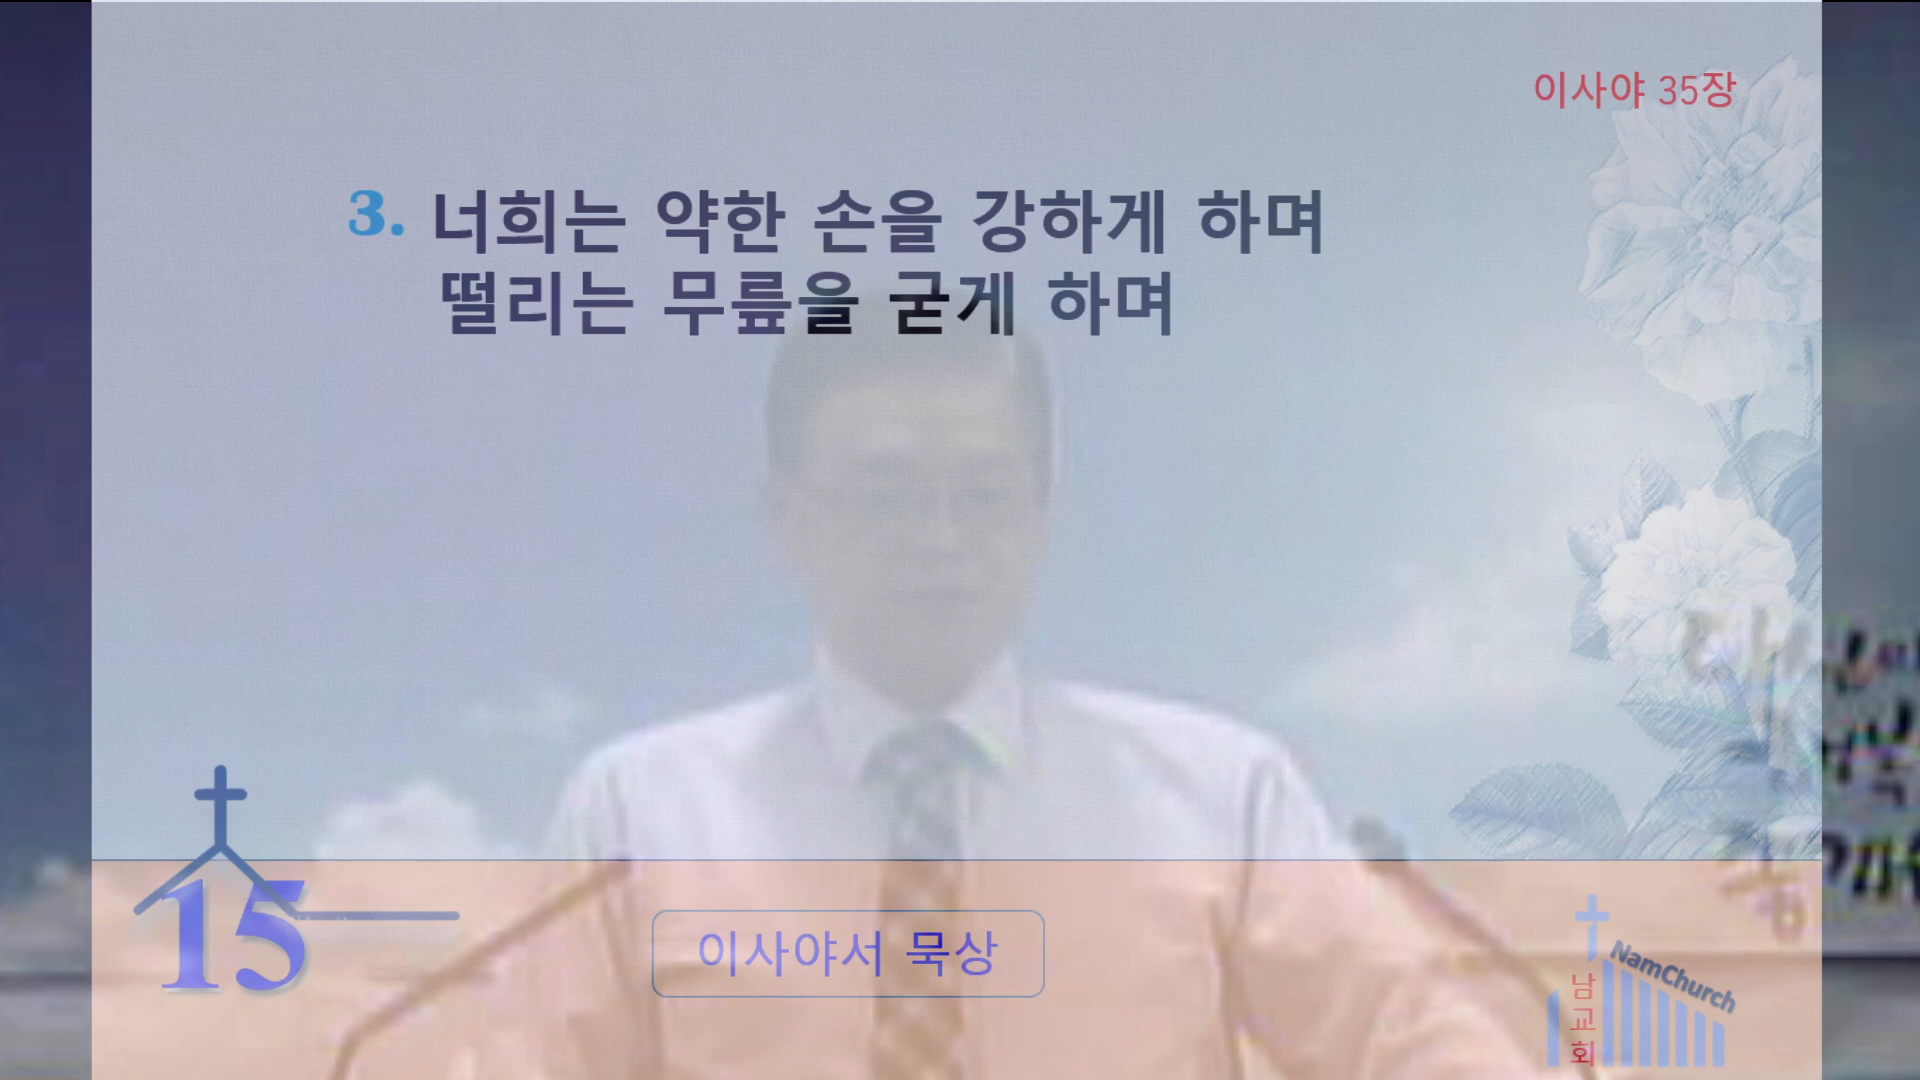 이사야 35장
3. 너희는 약한 손을 강하게 하며
떨리는 무릎을 굳게 하며
15
이사야서 묵상
NamChurch
남교회